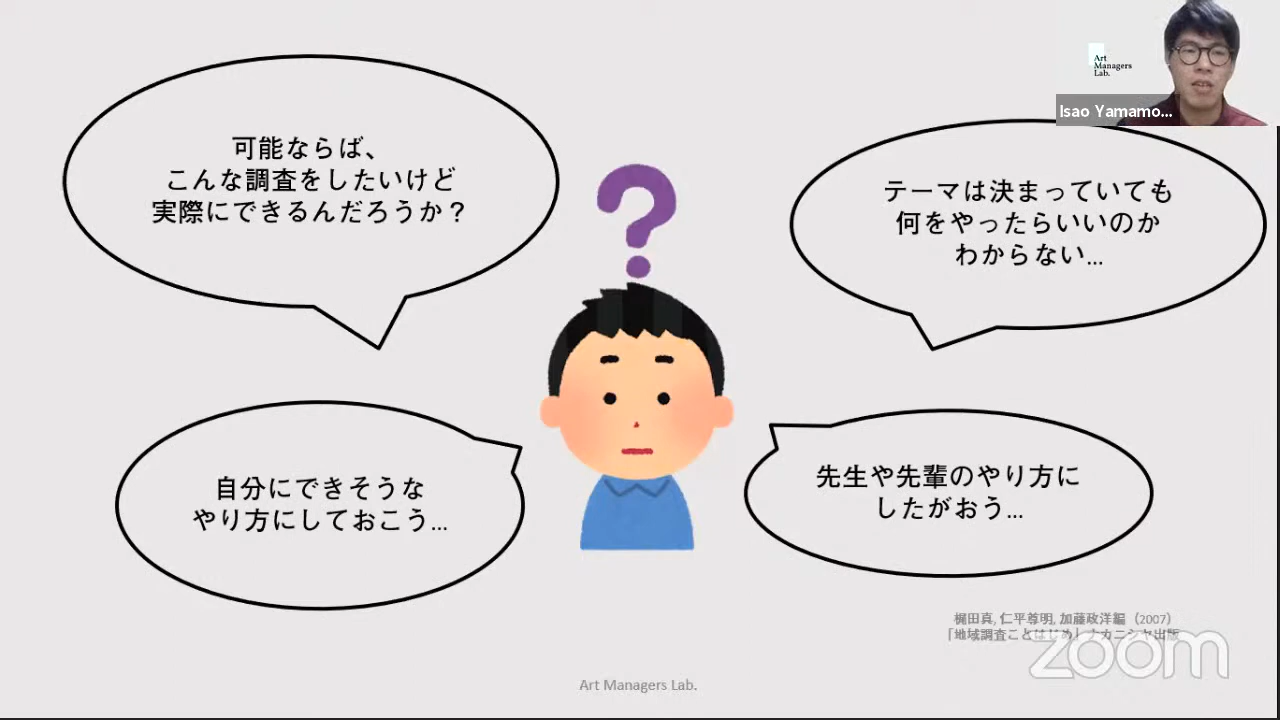 Art
Managers
Lab.
Isao Yamamo...
可能ならば、
こんな調査をしたいけど
実際にできるんだろうか？
テーマは決まっていても
何をやったらいいのか
わからない...
自分にできそうな
やり方にしておこう...
先生や先輩のやり方に
したがおう...
梶田真, 仁平尊明, 加藤政洋編（2007）
『地域調査ことはじめ』ナカニシヤ出版
zoom
Art Managers Lab.